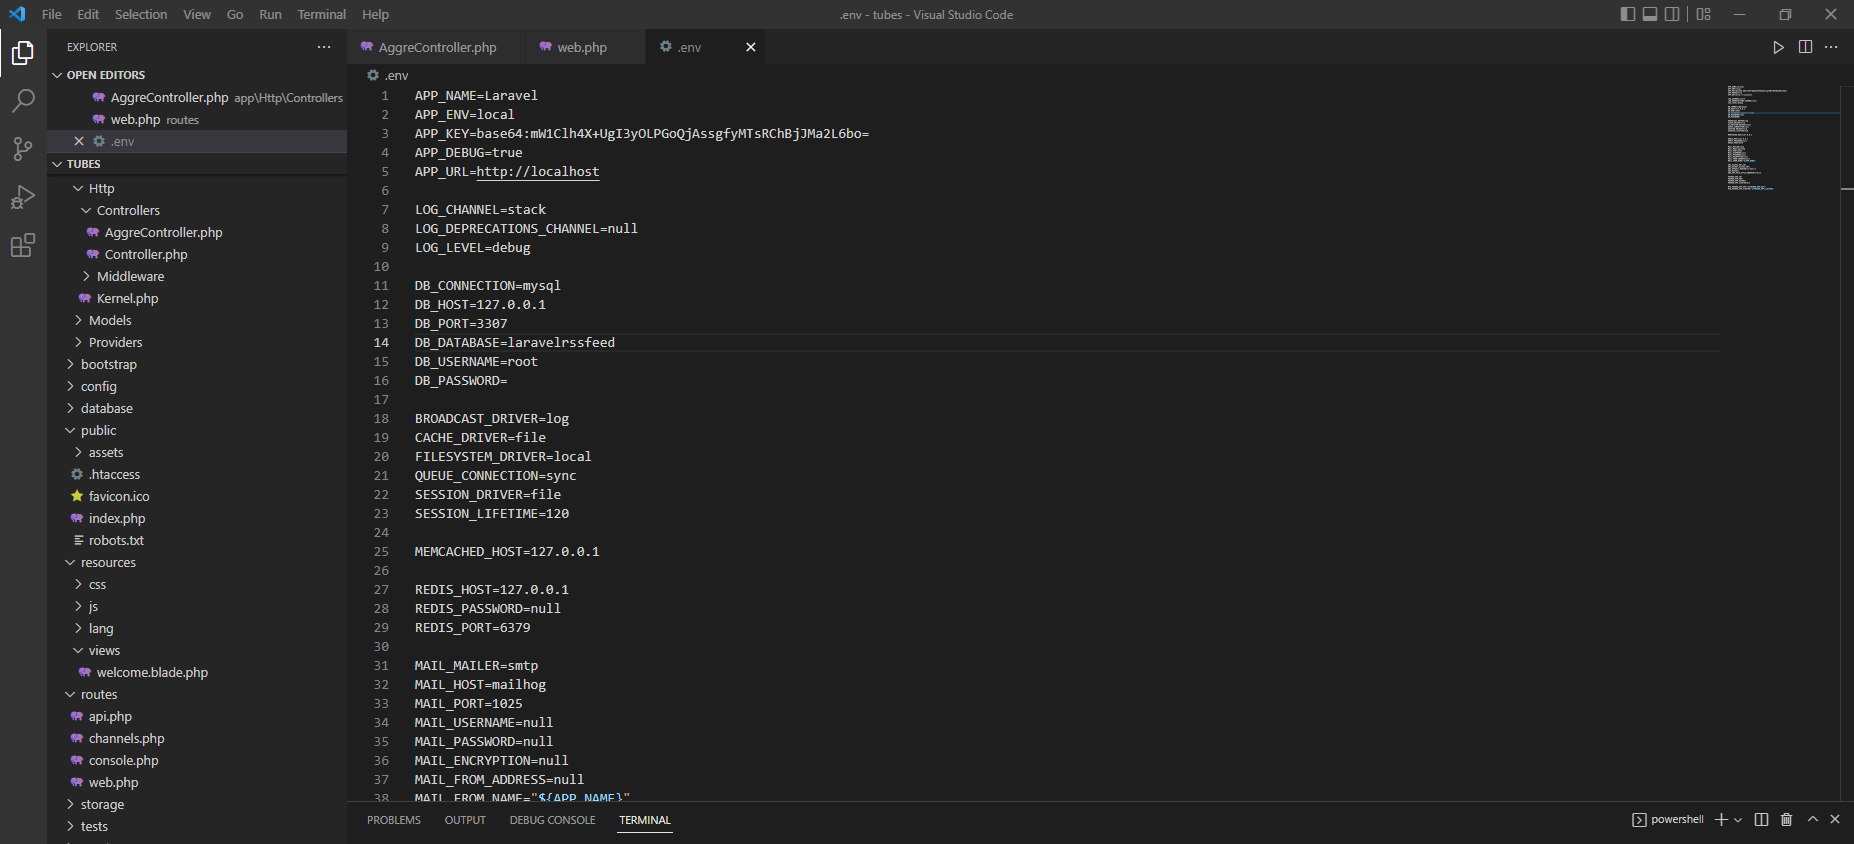 File Edit Selection View Go Run Terminal Help
.env - tubes - Visual Studio Code
EXPLORER
OPEN EDITORS
AggreController.php app\Http\Controllers
web.php routes
.env
TUBES
Http
Controllers
AggreController.php
Controller.php
Middleware
Kernel.php
Models
Providers
bootstrap
config
database
public
assets
.htaccess
favicon.ico
index.php
robots.txt
resources
css
js
lang
views
welcome.blade.php
routes
api.php
channels.php
console.php
web.php
storage
tests
AggreController.php web.php .env
.env
1 APP_NAME=Laravel
2 APP_ENV=local
3 APP_KEY=base64:mW1Clh4X+UgI3yOLPGoQjAssgfyMTsRChBjJMa2L6bo=
4 APP_DEBUG=true
5 APP_URL=http://localhost
6
7 LOG_CHANNEL=stack
8 LOG_DEPRECATIONS_CHANNEL=null
9 LOG_LEVEL=debug
10
11 DB_CONNECTION=mysql
12 DB_HOST=127.0.0.1
13 DB_PORT=3307
14 DB_DATABASE=laravelrssfeed
15 DB_USERNAME=root
16 DB_PASSWORD=
17
18 BROADCAST_DRIVER=log
19 CACHE_DRIVER=file
20 FILESYSTEM_DRIVER=local
21 QUEUE_CONNECTION=sync
22 SESSION_DRIVER=file
23 SESSION_LIFETIME=120
24
25 MEMCACHED_HOST=127.0.0.1
26
27 REDIS_HOST=127.0.0.1
28 REDIS_PASSWORD=null
29 REDIS_PORT=6379
30
31 MAIL_MAILER=smtp
32 MAIL_HOST=mailhog
33 MAIL_PORT=1025
34 MAIL_USERNAME=null
35 MAIL_PASSWORD=null
36 MAIL_ENCRYPTION=null
37 MAIL_FROM_ADDRESS=null
38 MAIL_FROM_NAME="${APP_NAME}"
PROBLEMS OUTPUT DEBUG CONSOLE TERMINAL
powershell